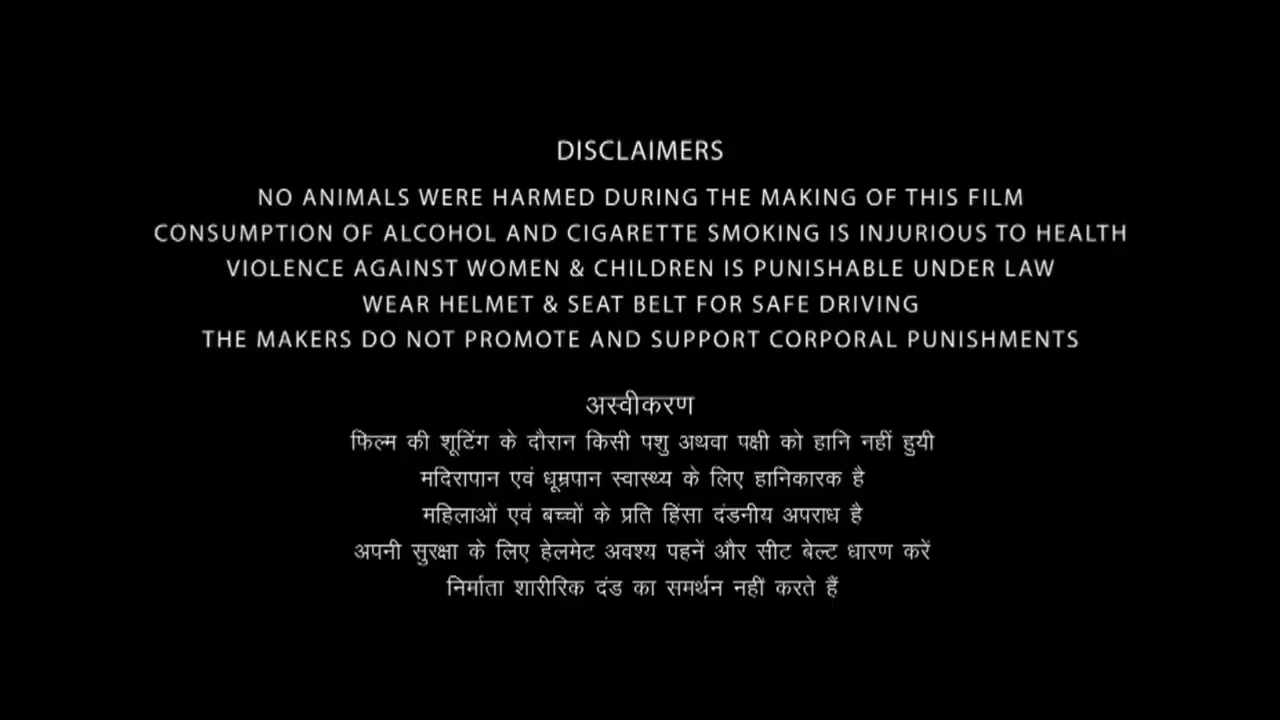 DISCLAIMERS
NO ANIMALS WERE HARMED DURING THE MAKING OF THIS FILM
CONSUMPTION OF ALCOHOL AND CIGARETTE SMOKING IS INJURIOUS TO HEALTH
VIOLENCE AGAINST WOMEN & CHILDREN IS PUNISHABLE UNDER LAW
WEAR HELMET & SEAT BELT FOR SAFE DRIVING
THE MAKERS DO NOT PROMOTE AND SUPPORT CORPORAL PUNISHMENTS
अस्वीकरण
फिल्म की शूटिंग के दौरान किसी पशु अथवा पक्षी को हानि नहीं हुयी
मदिरापान एवं धूम्रपान स्वास्थ्य के लिए हानिकारक है
महिलाओं एवं बच्चों के प्रति हिंसा दंडनीय अपराध है
अपनी सुरक्षा के लिए हेलमेट अवश्य पहनें और सीट बेल्ट धारण करें
निर्माता शारीरिक दंड का समर्थन नहीं करते हैं